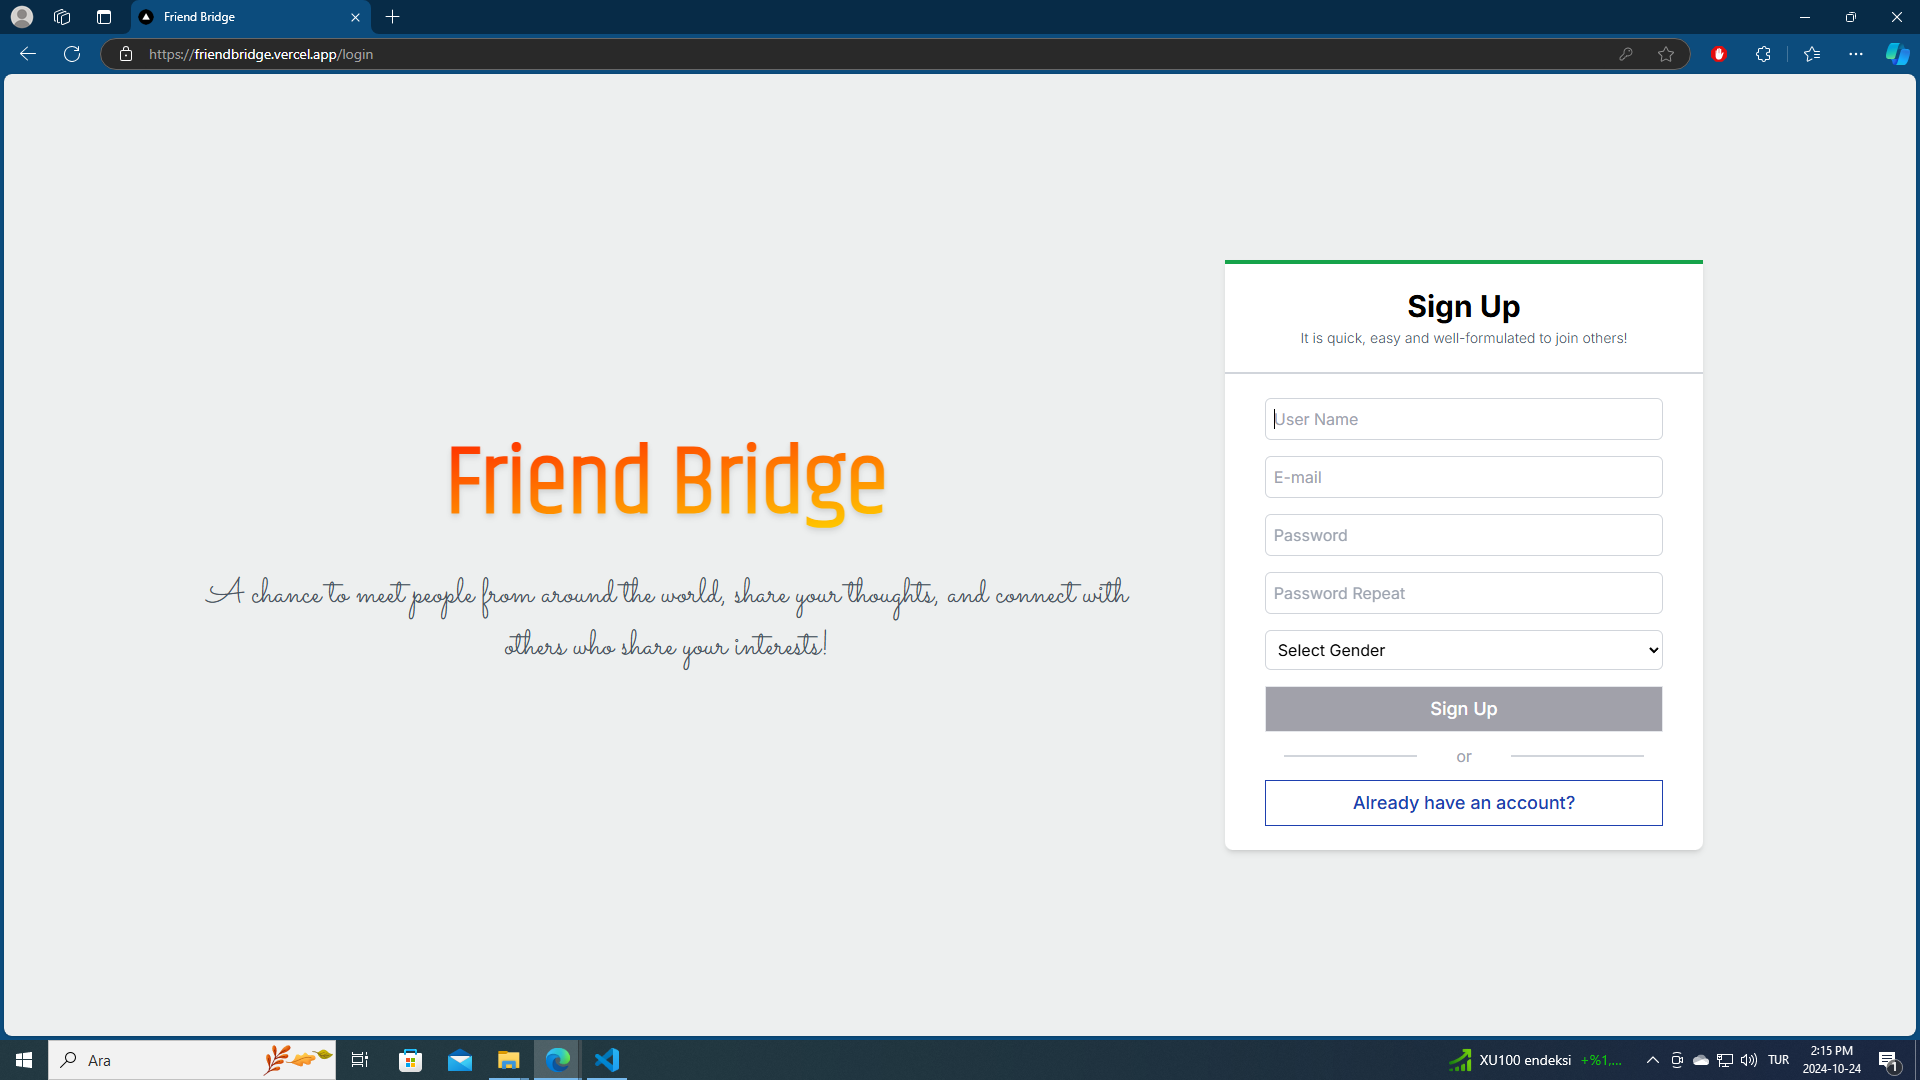 Friend Bridge
https://friendbridge.vercel.app/login
Sign Up
It is quick, easy and well-formulated to join others!
User Name
E-mail
Password
Password Repeat
Select Gender
Sign Up
or
Already have an account?
Friend Bridge
A chance to meet people from around the world, share your thoughts, and connect with
others who share your interests!
Ara
XU100 endeksi +%1,...
TUR
2:15 PM
2024-10-24
1